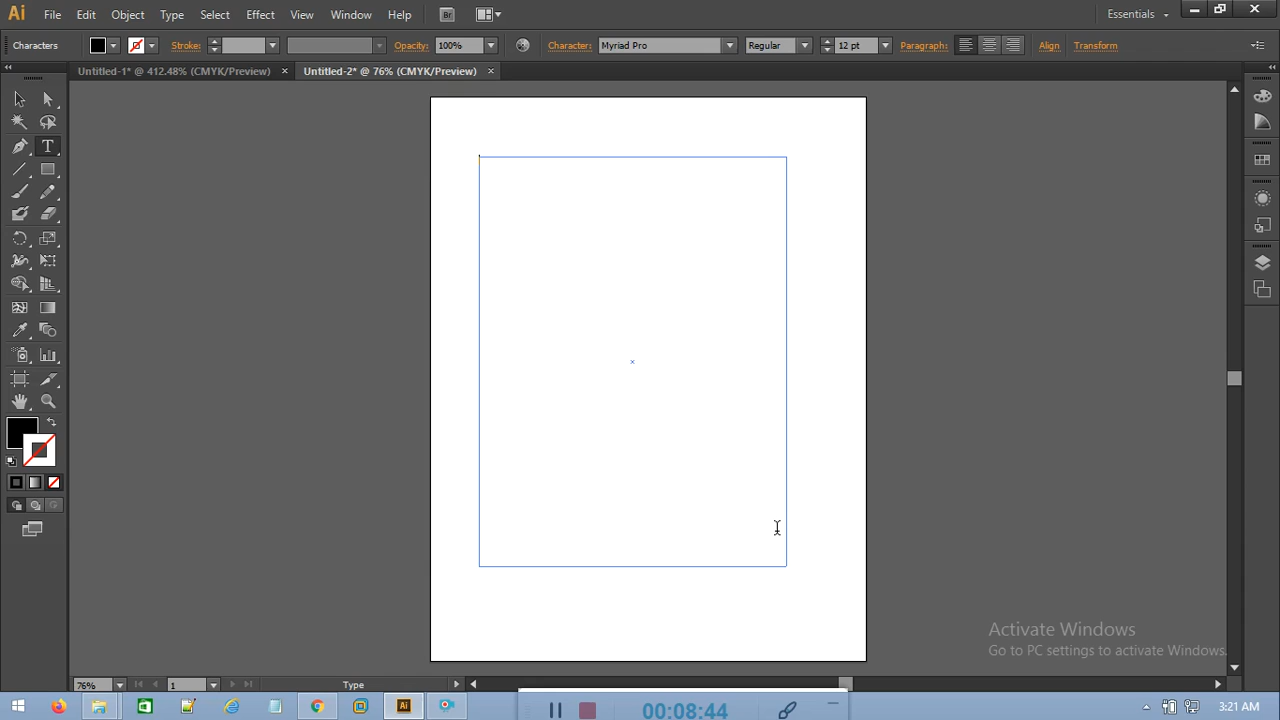 Ai File Edit Object Type Select Effect View Window Help Br Essentials
Characters Stroke: Opacity: 100% Character: Myriad Pro Regular 12 pt Paragraph: Align Transform
Untitled-1* @ 412.48% (CMYK/Preview) Untitled-2* @ 76% (CMYK/Preview)
T
Activate Windows
Go to PC settings to activate Windows.
76% 1 Type
Ai 00:08:44 3:21 AM